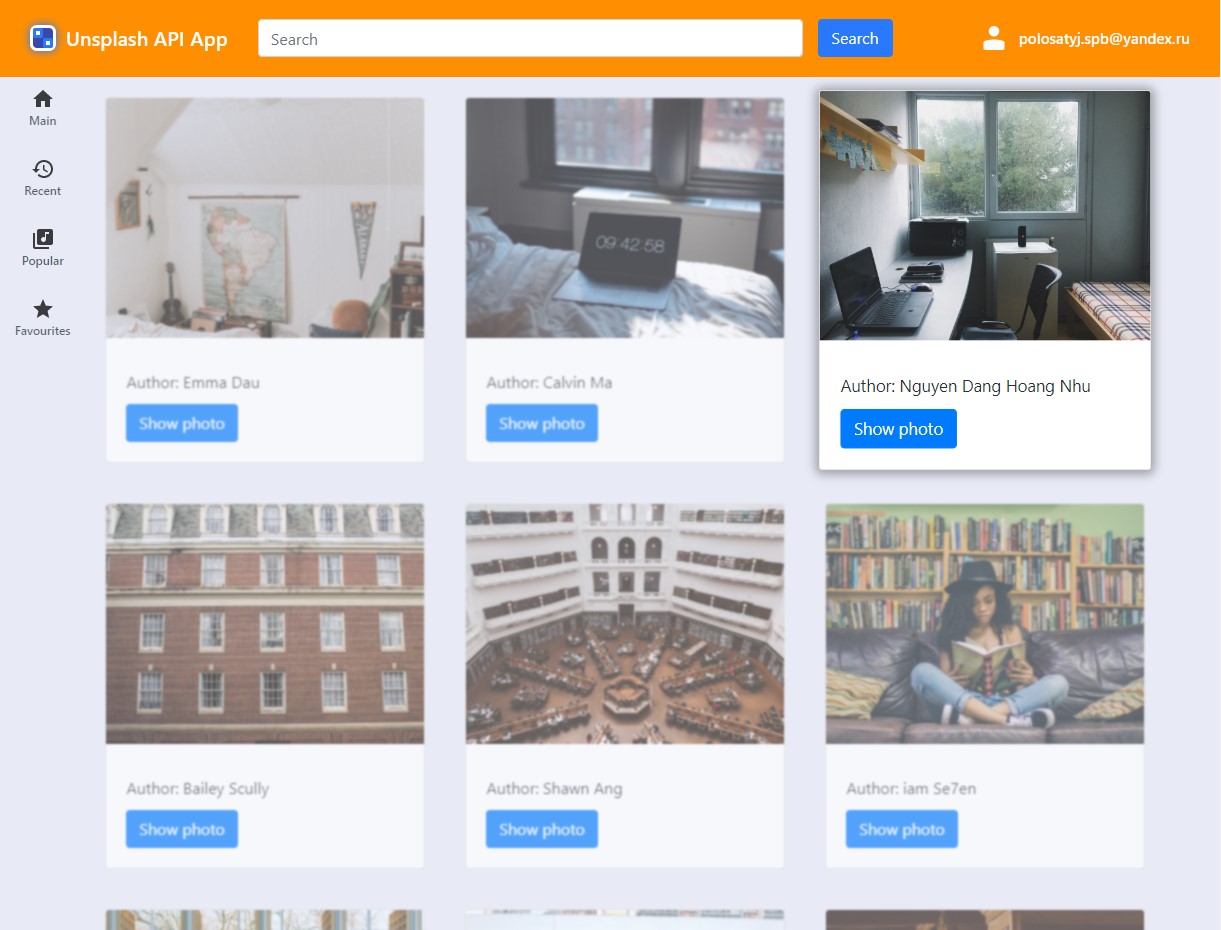 Unsplash API App
Search
Search
polosatyj.spb@yandex.ru
Main
Recent
Popular
Favourites
ALABAMA
09:42:58
Author: Emma Dau
Show photo
Author: Calvin Ma
Show photo
Author: Nguyen Dang Hoang Nhu
Show photo
Author: Bailey Scully
Show photo
Author: Shawn Ang
Show photo
Author: iam Se7en
Show photo